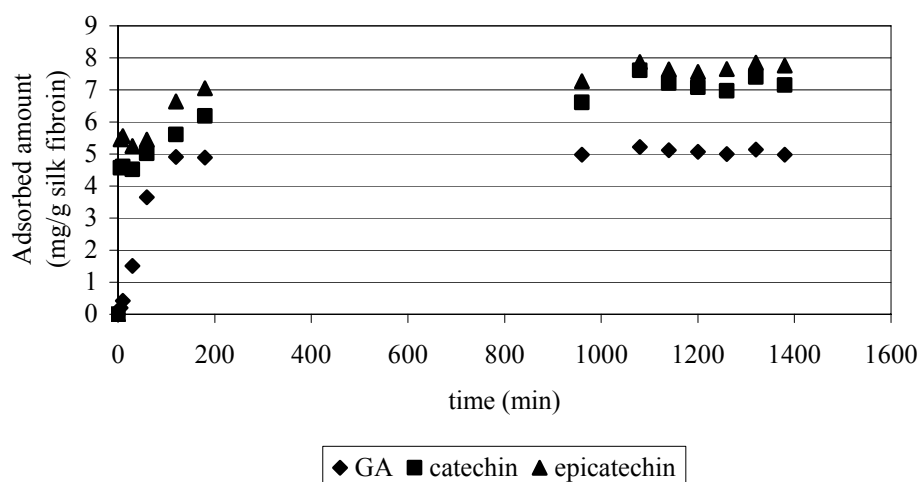 9
8
7
6
5
4
3
2
1
0
Adsorbed amount
(mg/g silk fibroin)
0 200 400 600 800 1000 1200 1400 1600
time (min)
GA catechin epicatechin